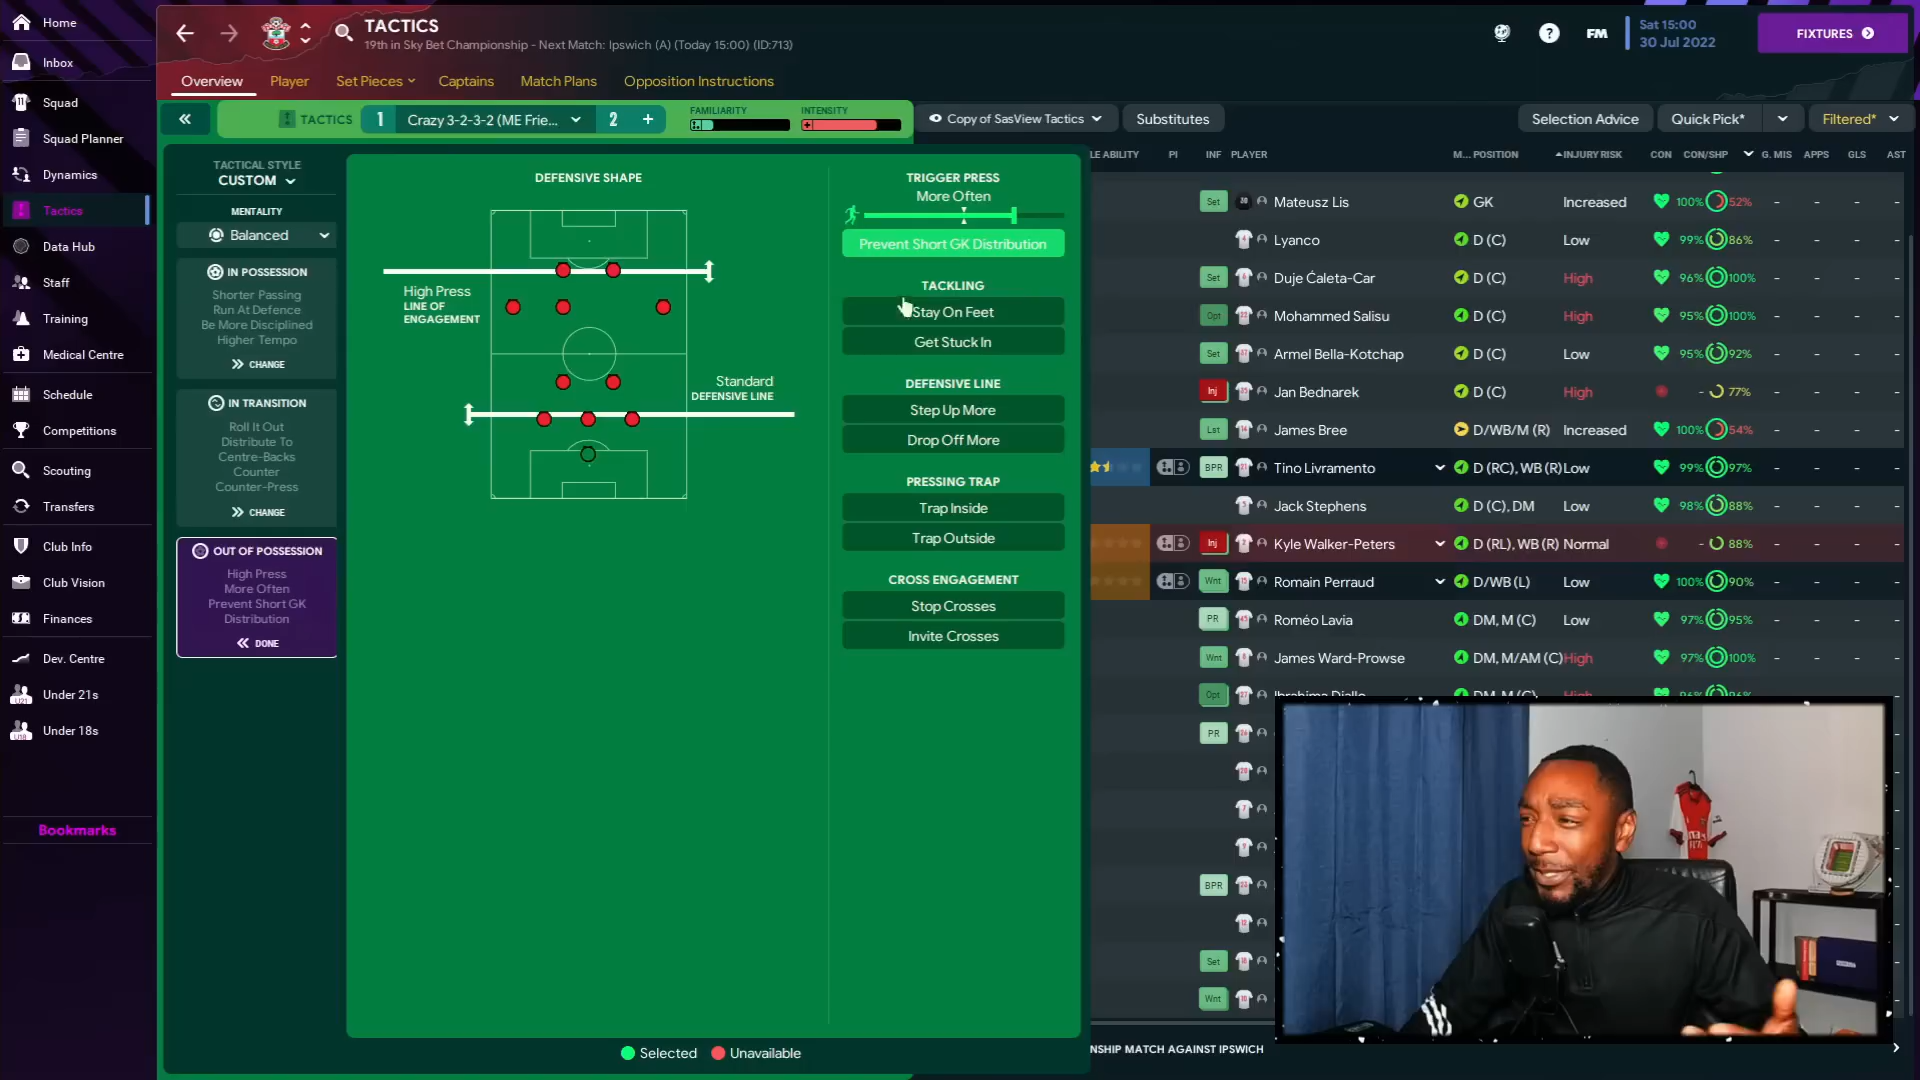 Home
Inbox
Squad
Squad Planner
Dynamics
Tactics
Data Hub
Staff
Training
Medical Centre
Schedule
Competitions
Scouting
Transfers
Club Info
Club Vision
Finances
Dev. Centre
Under 21s
Under 18s
Bookmarks
TACTICS
19th in Sky Bet Championship - Next Match: Ipswich (A) (Today 15:00) (ID:713)
FM
Sat 15:00
30 Jul 2022
FIXTURES
Overview
Player
Set Pieces
Captains
Match Plans
Opposition Instructions
TACTICS
1
Crazy 3-2-3-2 (ME Frie...
2
FAMILIARITY
INTENSITY
Copy of SasView Tactics
Substitutes
Selection Advice
Quick Pick*
Filtered*
TACTICAL STYLE
CUSTOM
MENTALITY
Balanced
IN POSSESSION
Shorter Passing
Run At Defence
Be More Disciplined
Higher Tempo
CHANGE
IN TRANSITION
Roll It Out
Distribute To
Centre-Backs
Counter
Counter-Press
CHANGE
OUT OF POSSESSION
High Press
More Often
Prevent Short GK
Distribution
DONE
DEFENSIVE SHAPE
High Press
LINE OF
ENGAGEMENT
Standard
DEFENSIVE LINE
Selected
Unavailable
TRIGGER PRESS
More Often
Prevent Short GK Distribution
TACKLING
Stay On Feet
Get Stuck In
DEFENSIVE LINE
Step Up More
Drop Off More
PRESSING TRAP
Trap Inside
Trap Outside
CROSS ENGAGEMENT
Stop Crosses
Invite Crosses
LE ABILITY PI INF PLAYER M... POSITION INJURY RISK CON CON/SHP G. MIS APPS GLS AST
Set Mateusz Lis GK Increased 100% 52% - - - -
Lyanco D (C) Low 99% 86% - - - -
Set Duje Ćaleta-Car D (C) High 96% 100% - - - -
Opt Mohammed Salisu D (C) High 95% 100% - - - -
Set Armel Bella-Kotchap D (C) Low 95% 92% - - - -
Inj Jan Bednarek D (C) High - 77% - - - -
Lst James Bree D/WB/M (R) Increased 100% 54% - - - -
BPR Tino Livramento D (RC), WB (R) Low 99% 97% - - - -
Jack Stephens D (C), DM Low 98% 88% - - - -
Inj Kyle Walker-Peters D (RL), WB (R) Normal - 88% - - - -
Wnt Romain Perraud D/WB (L) Low 100% 90% - - - -
PR Roméo Lavia DM, M (C) Low 97% 95% - - - -
Wnt James Ward-Prowse DM, M/AM (C) High 97% 100% - - - -
Opt Ibrahima Diallo DM, M (C) High 96% 96% - - - -
PR
BPR
Set
Wnt
NSHIP MATCH AGAINST IPSWICH